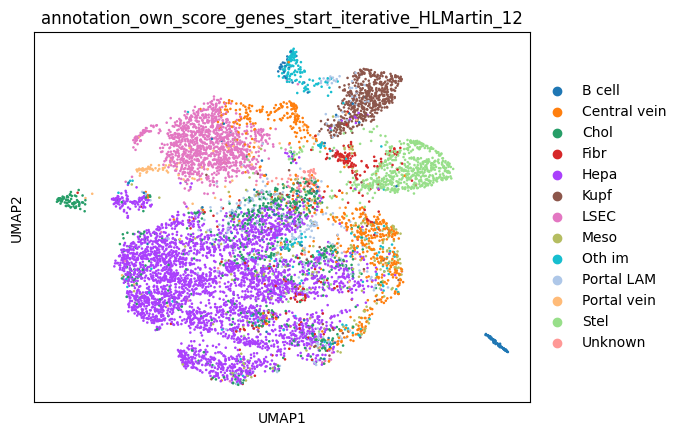 annotation_own_score_genes_start_iterative_HLMartin_12
UMAP2
B cell
Central vein
Chol
Fibr
Hepa
Kupf
LSEC
Meso
Oth im
Portal LAM
Portal vein
Stel
Unknown
UMAP1